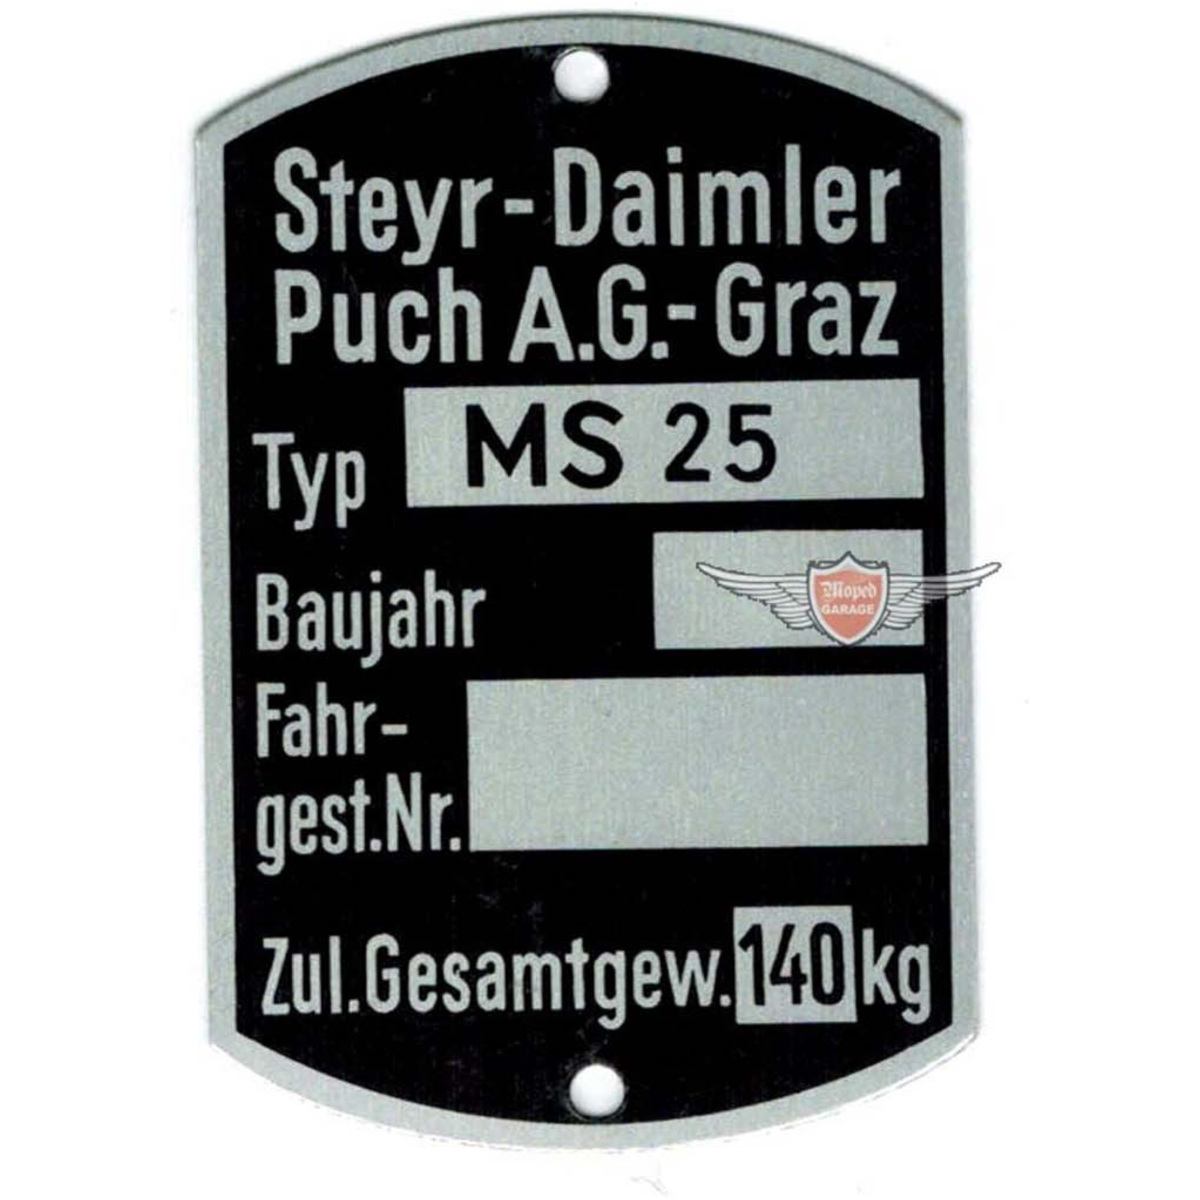 Steyr-Daimler
Puch A.G.-Graz
Typ MS 25
Baujahr
Moped
GARAGE
Fahr-
gest.Nr.
Zul.Gesamtgew. 140 kg